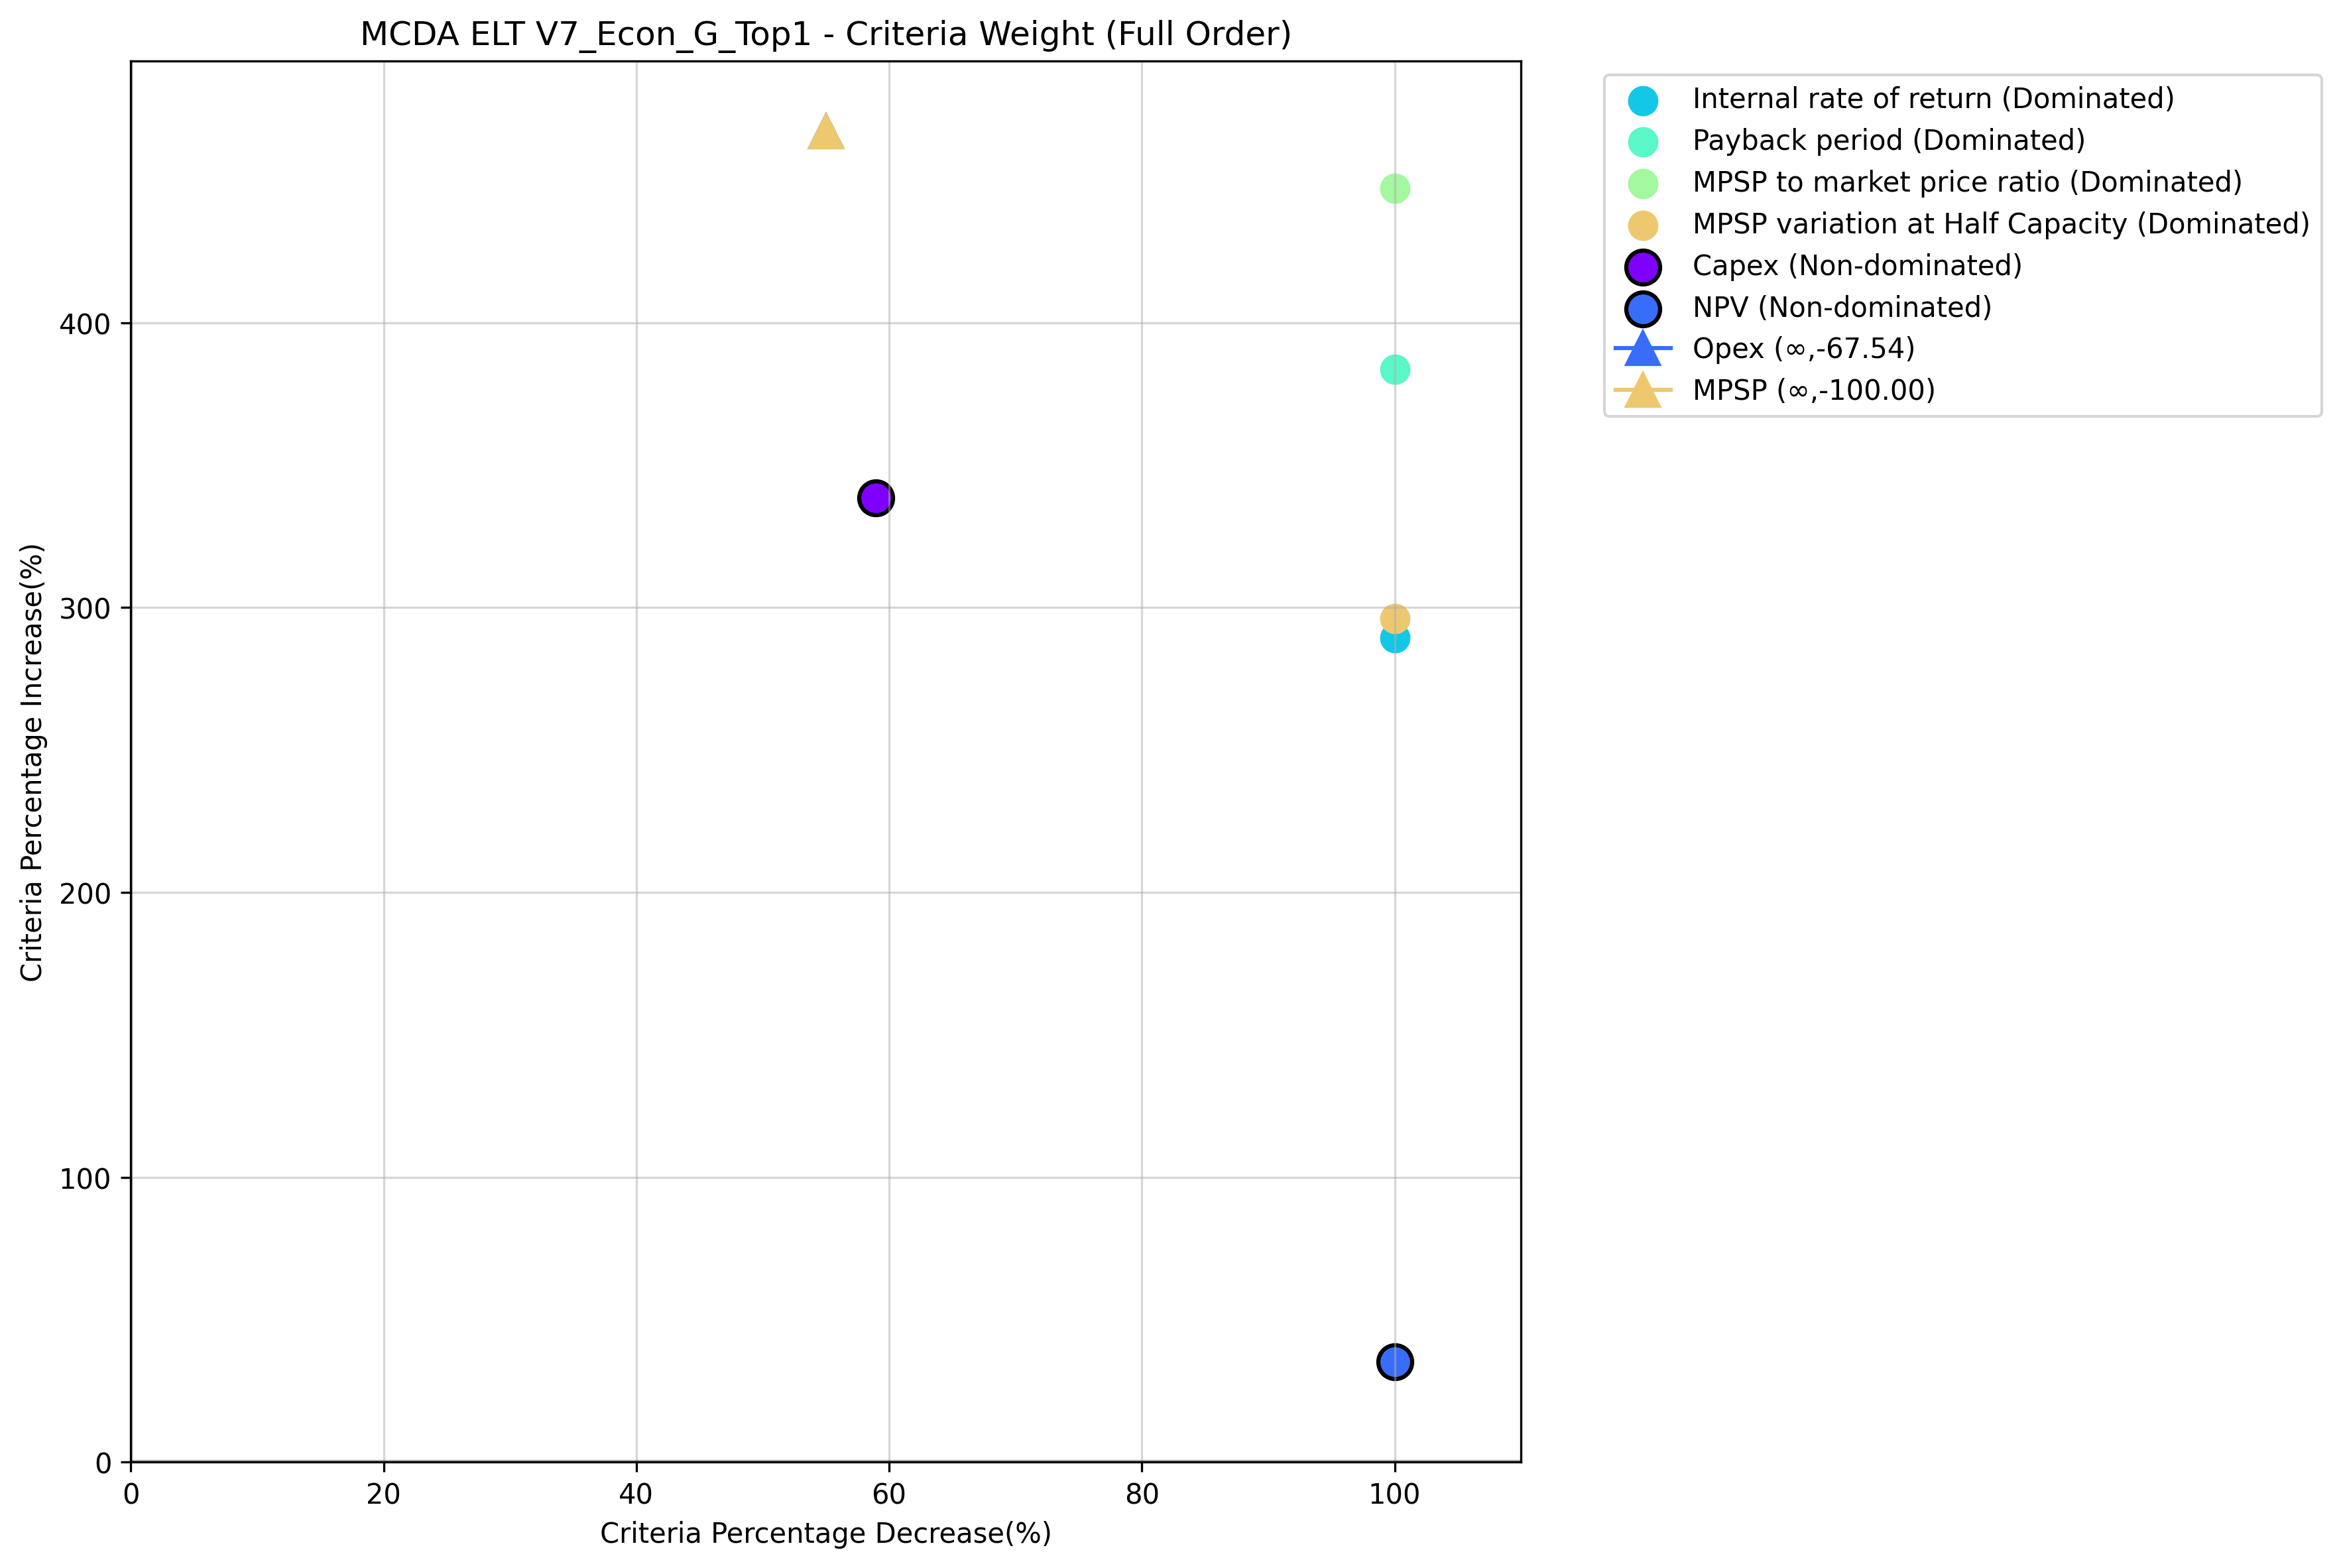 MCDA ELT V7_Econ_G_Top1 - Criteria Weight (Full Order)
Internal rate of return (Dominated)
Payback period (Dominated)
MPSP to market price ratio (Dominated)
MPSP variation at Half Capacity (Dominated)
Capex (Non-dominated)
NPV (Non-dominated)
Opex (∞,-67.54)
MPSP (∞,-100.00)
Criteria Percentage Increase(%)
400
300
200
100
0
0 20 40 60 80 100
Criteria Percentage Decrease(%)